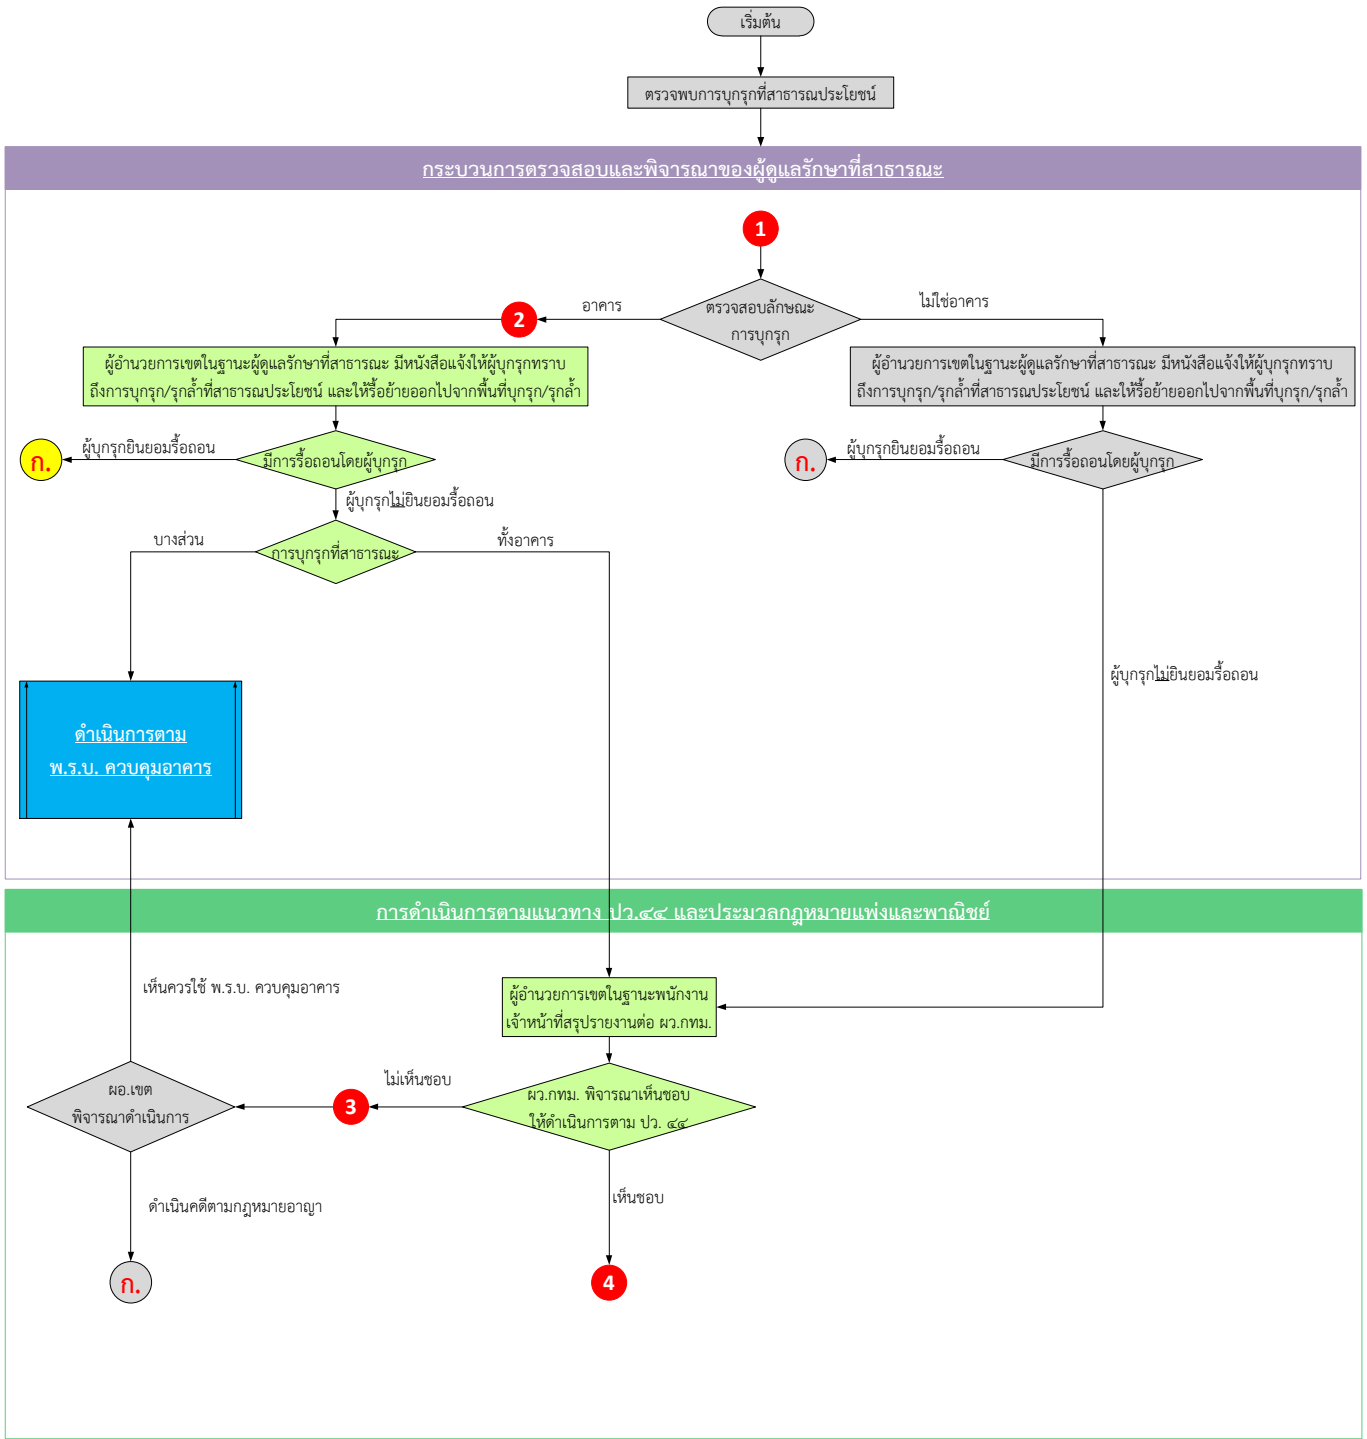 เริ่มต้น
ตรวจพบการบุกรุกที่สาธารณประโยชน์
กระบวนการตรวจสอบและพิจารณาของผู้ดูแลรักษาที่สาธารณะ
1
ตรวจสอบลักษณะ
การบุกรุก
อาคาร
ไม่ใช่อาคาร
2
ผู้อำนวยการเขตในฐานะผู้ดูแลรักษาที่สาธารณะ มีหนังสือแจ้งให้ผู้บุกรุกทราบ
ถึงการบุกรุก/รุกล้ำที่สาธารณประโยชน์ และให้รื้อย้ายออกไปจากพื้นที่บุกรุก/รุกล้ำ
ผู้อำนวยการเขตในฐานะผู้ดูแลรักษาที่สาธารณะ มีหนังสือแจ้งให้ผู้บุกรุกทราบ
ถึงการบุกรุก/รุกล้ำที่สาธารณประโยชน์ และให้รื้อย้ายออกไปจากพื้นที่บุกรุก/รุกล้ำ
ก.
ผู้บุกรุกยินยอมรื้อถอน
มีการรื้อถอนโดยผู้บุกรุก
ก.
ผู้บุกรุกยินยอมรื้อถอน
มีการรื้อถอนโดยผู้บุกรุก
ผู้บุกรุกไม่ยินยอมรื้อถอน
บางส่วน
การบุกรุกที่สาธารณะ
ทั้งอาคาร
ผู้บุกรุกไม่ยินยอมรื้อถอน
ดำเนินการตาม
พ.ร.บ. ควบคุมอาคาร
การดำเนินการตามแนวทาง ปว.๔๔ และประมวลกฎหมายแพ่งและพาณิชย์
เห็นควรใช้ พ.ร.บ. ควบคุมอาคาร
ผู้อำนวยการเขตในฐานะพนักงาน
เจ้าหน้าที่สรุปรายงานต่อ ผว.กทม.
ไม่เห็นชอบ
ผอ.เขต
พิจารณาดำเนินการ
3
ผว.กทม. พิจารณาเห็นชอบ
ให้ดำเนินการตาม ปว. ๔๔
ดำเนินคดีตามกฎหมายอาญา
เห็นชอบ
ก.
4